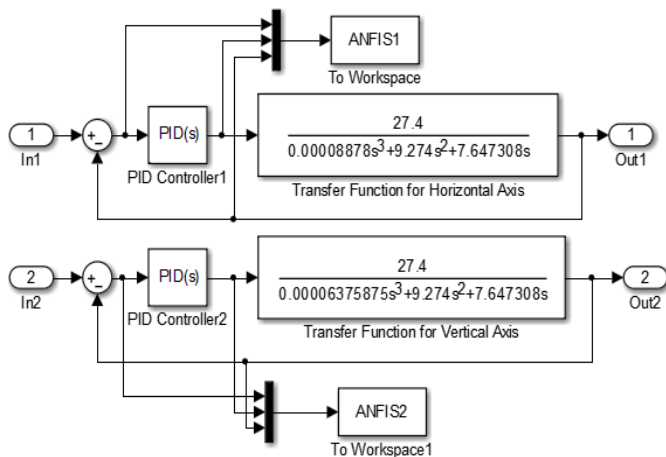 ANFIS1
To Workspace
1
In1
+
−
PID(s)
PID Controller1
27.4
0.00008878s³+9.274s²+7.647308s
Transfer Function for Horizontal Axis
1
Out1
2
In2
+
−
PID(s)
PID Controller2
27.4
0.00006375875s³+9.274s²+7.647308s
Transfer Function for Vertical Axis
2
Out2
ANFIS2
To Workspace1